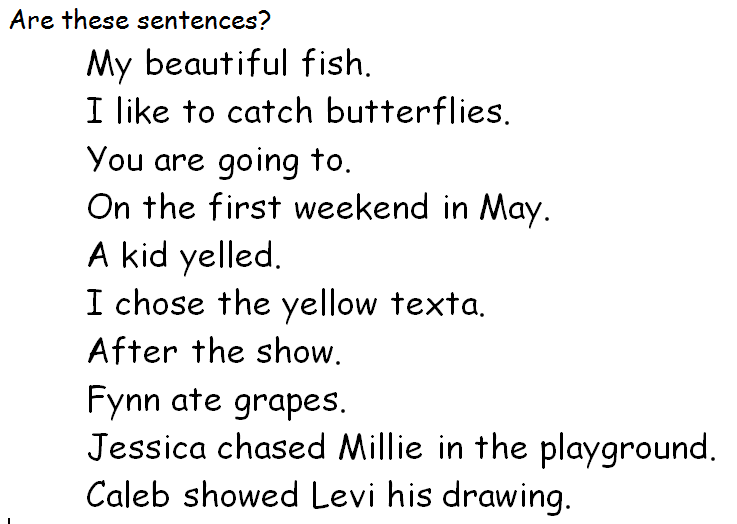 Are these sentences?
My beautiful fish.
I like to catch butterflies.
You are going to.
On the first weekend in May.
A kid yelled.
I chose the yellow texta.
After the show.
Fynn ate grapes.
Jessica chased Millie in the playground.
Caleb showed Levi his drawing.